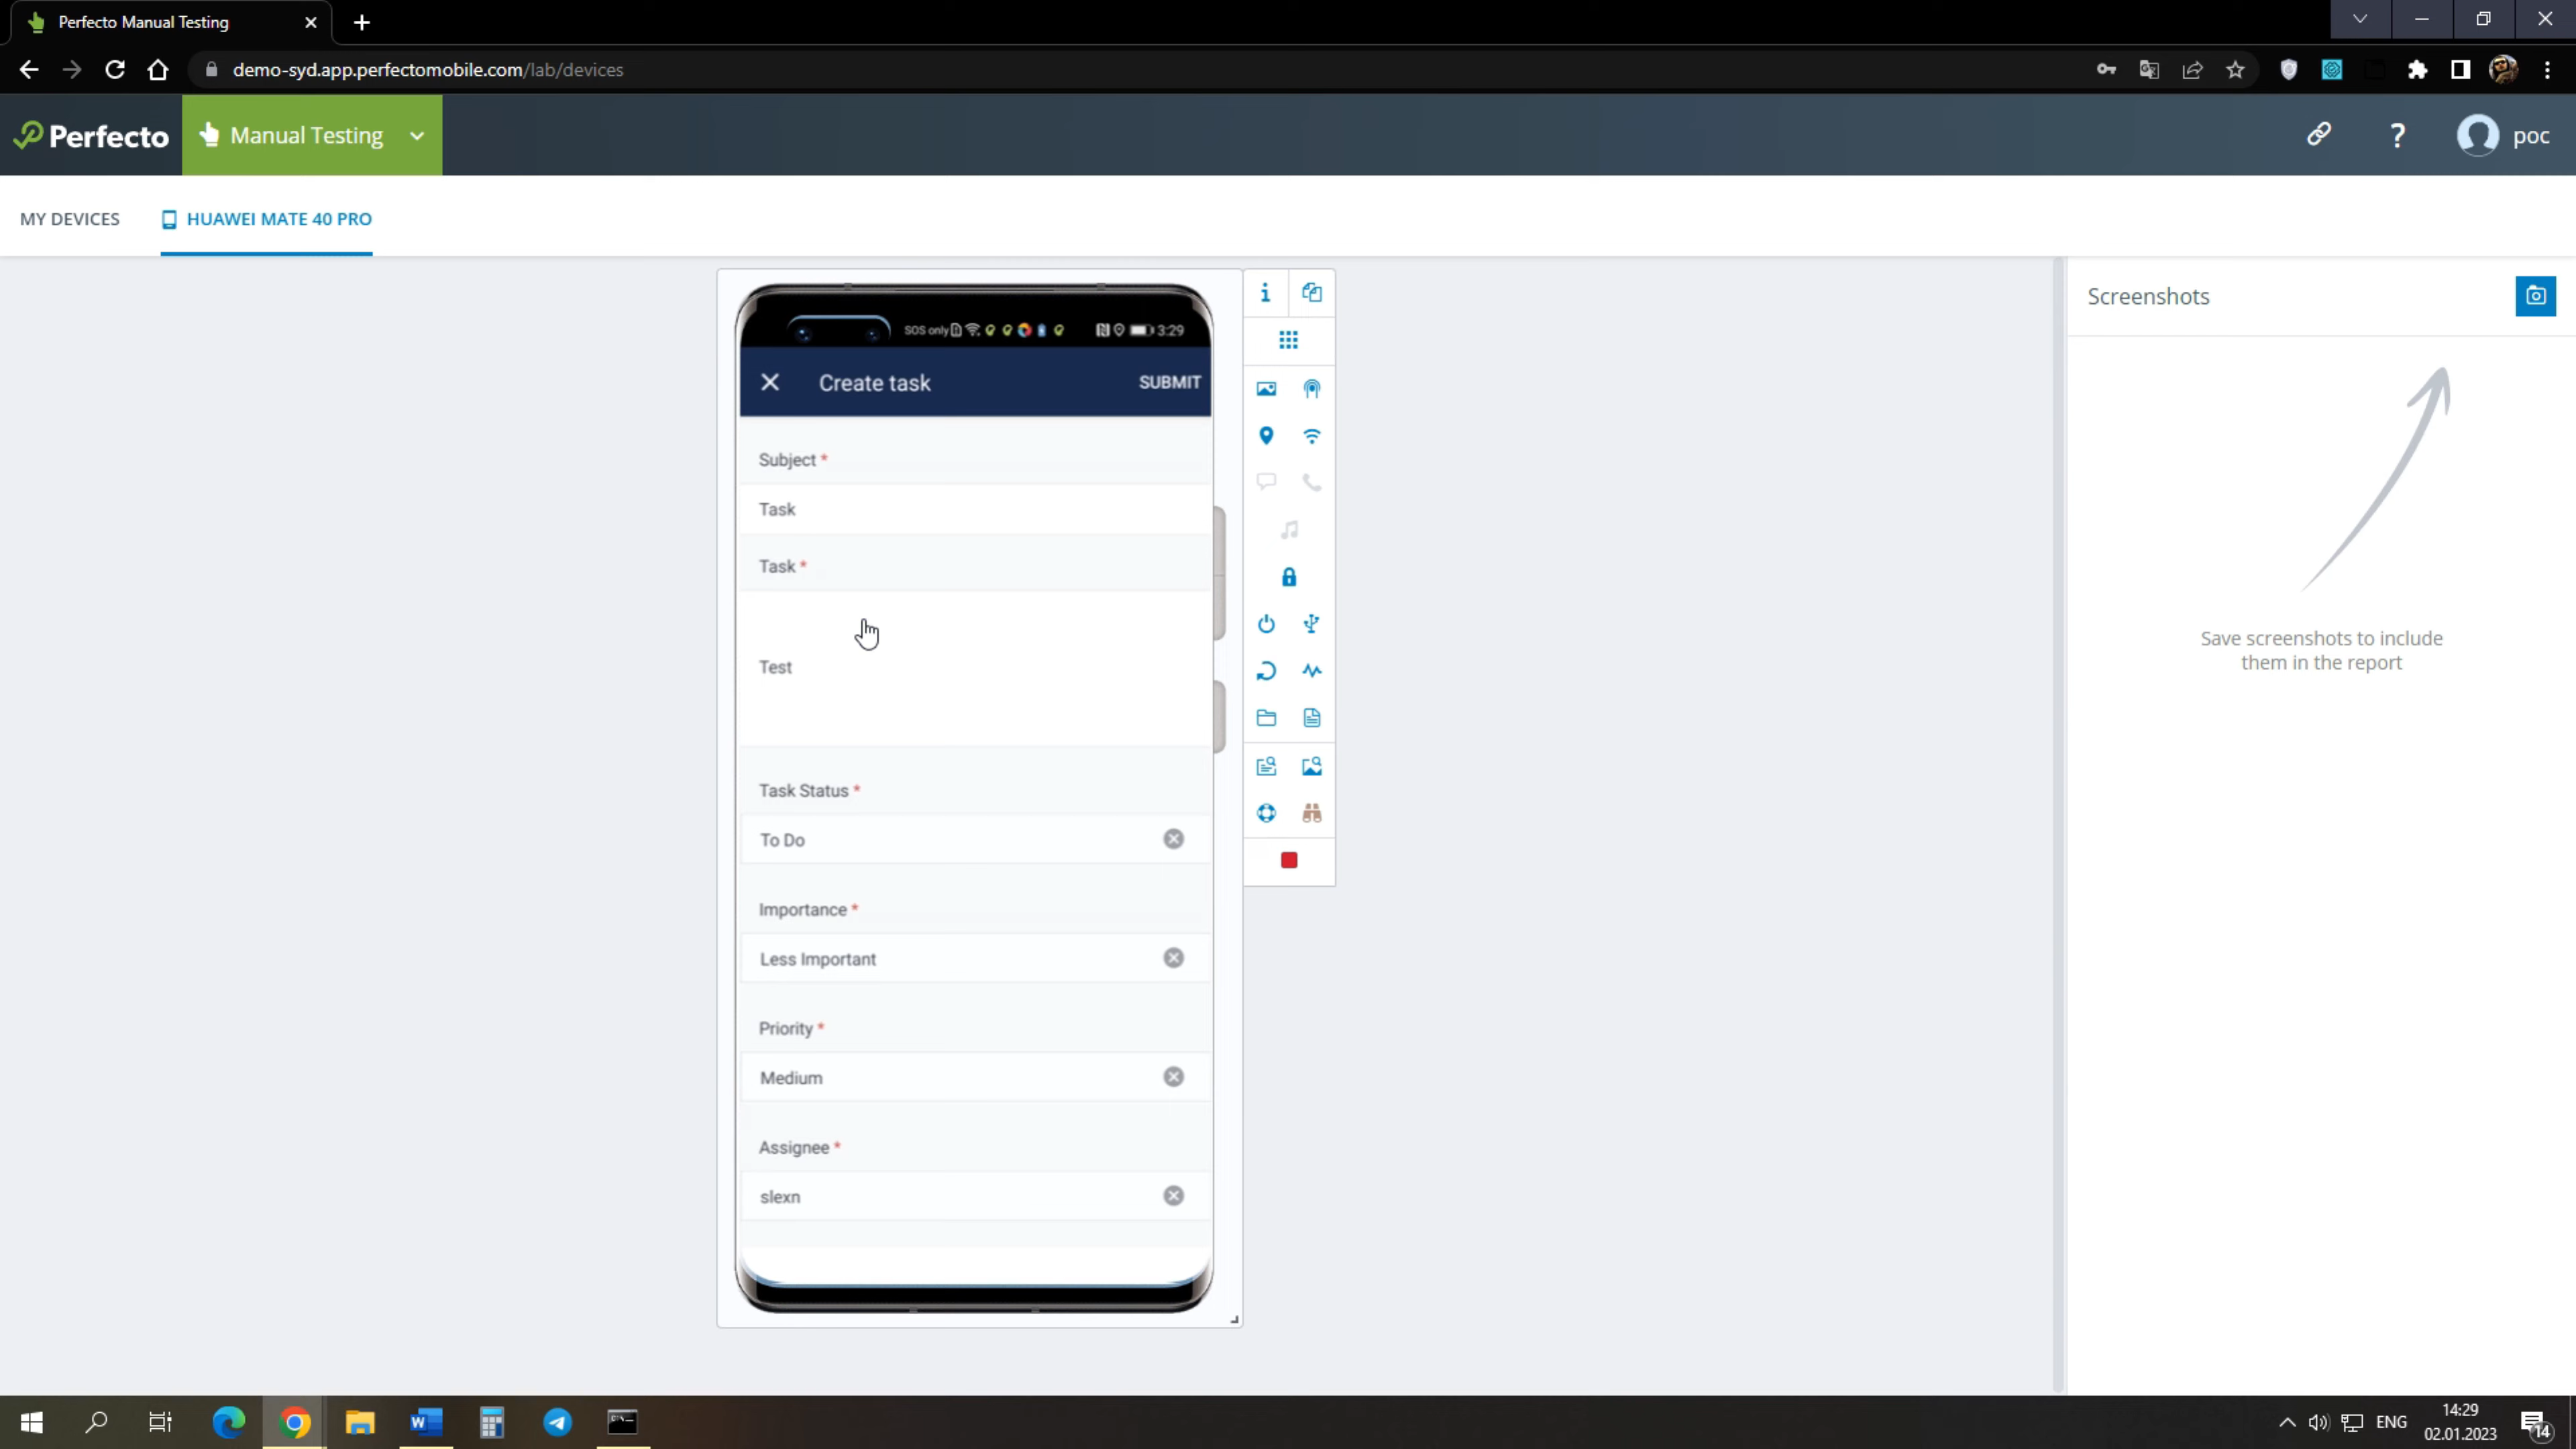 Perfecto Manual Testing
demo-syd.app.perfectomobile.com/lab/devices
Perfecto
Manual Testing
?
poc
MY DEVICES
HUAWEI MATE 40 PRO
SOS only
3:29
Create task
SUBMIT
Subject *
Task
Task *
Test
Task Status *
To Do
Importance *
Less Important
Priority *
Medium
Assignee *
slexn
Screenshots
Save screenshots to include
them in the report
ENG
14:29
02.01.2023
14